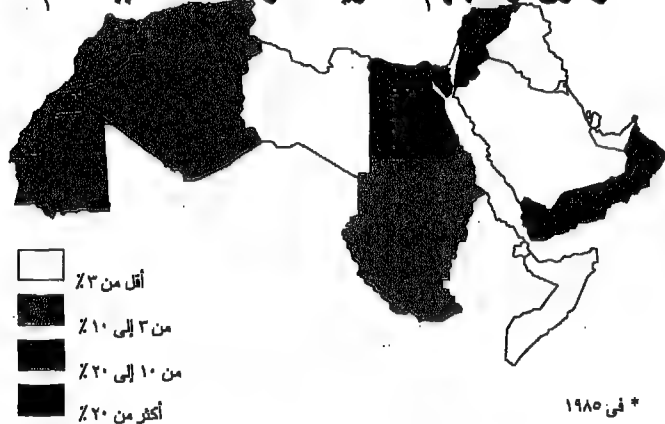 أقل من ٣٪
من ٣ إلى ١٠٪
من ١٠ إلى ٢٠٪
أكثر من ٢٠٪
* فى ١٩٨٥